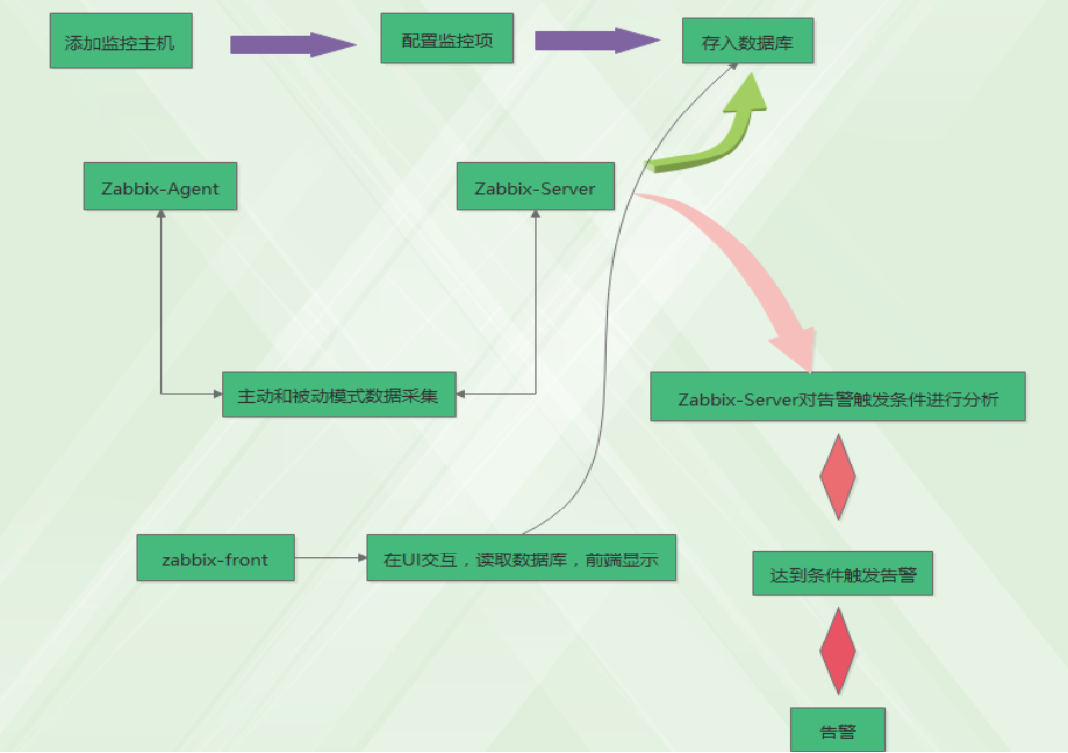 添加监控主机
配置监控项
存入数据库
Zabbix-Agent
Zabbix-Server
主动和被动模式数据采集
Zabbix-Server对告警触发条件进行分析
zabbix-front
在UI交互，读取数据库，前端显示
达到条件触发告警
告警